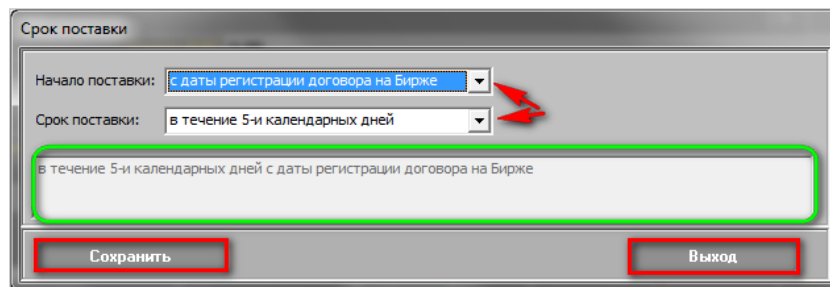 Срок поставки
Начало поставки: с даты регистрации договора на Бирже
Срок поставки: в течение 5-и календарных дней
в течение 5-и календарных дней с даты регистрации договора на Бирже
Сохранить Выход